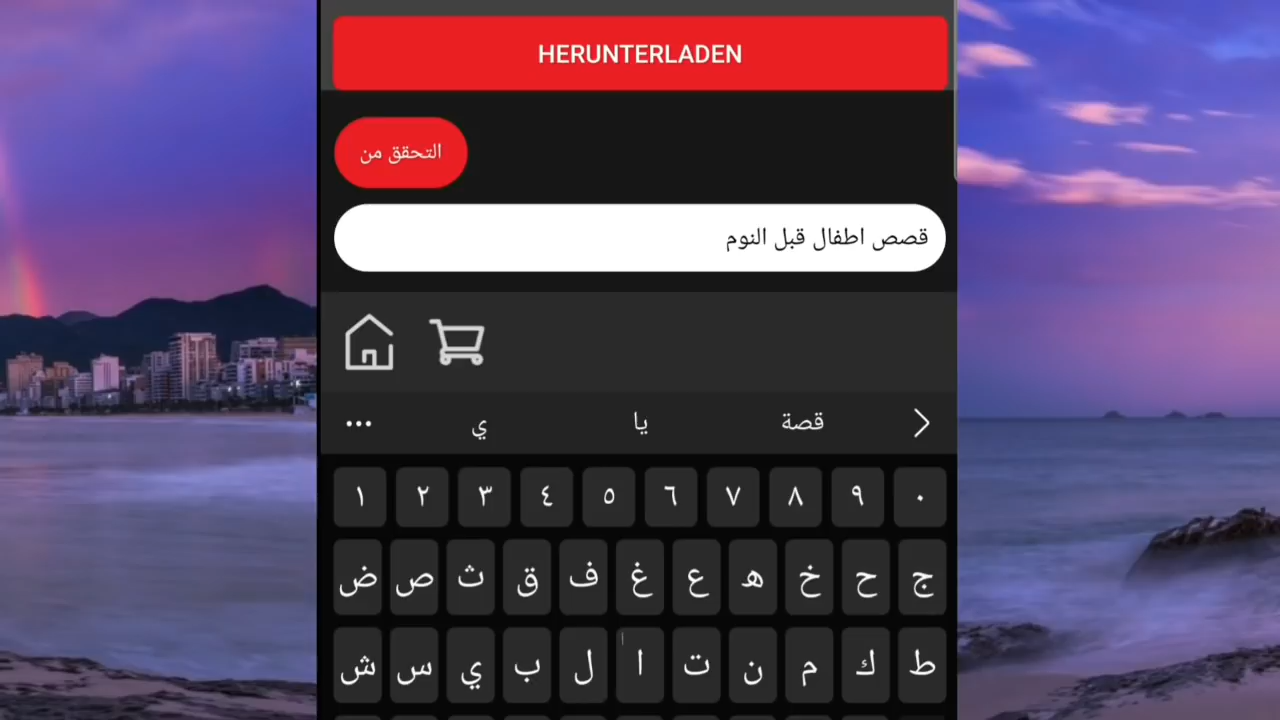 HERUNTERLADEN
التحقق من
قصص اطفال قبل النوم
قصة يا ي ...
١ ٢ ٣ ٤ ٥ ٦ ٧ ٨ ٩ ٠
ض ص ث ق ف غ ع ه خ ح ج
ش س ي ب ل ا ت ن م ك ط